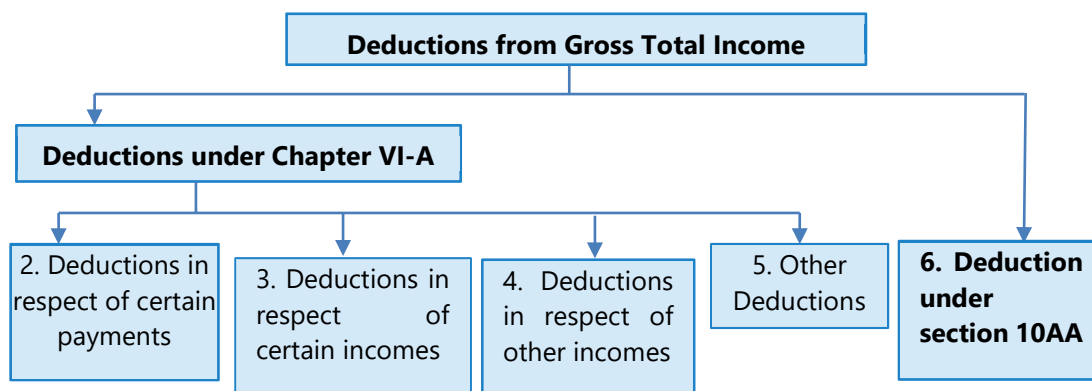 Deductions from Gross Total Income
Deductions under Chapter VI-A
2. Deductions in
respect of certain
payments
3. Deductions in
respect of
certain incomes
4. Deductions
in respect of
other incomes
5. Other
Deductions
6. Deduction
under
section 10AA